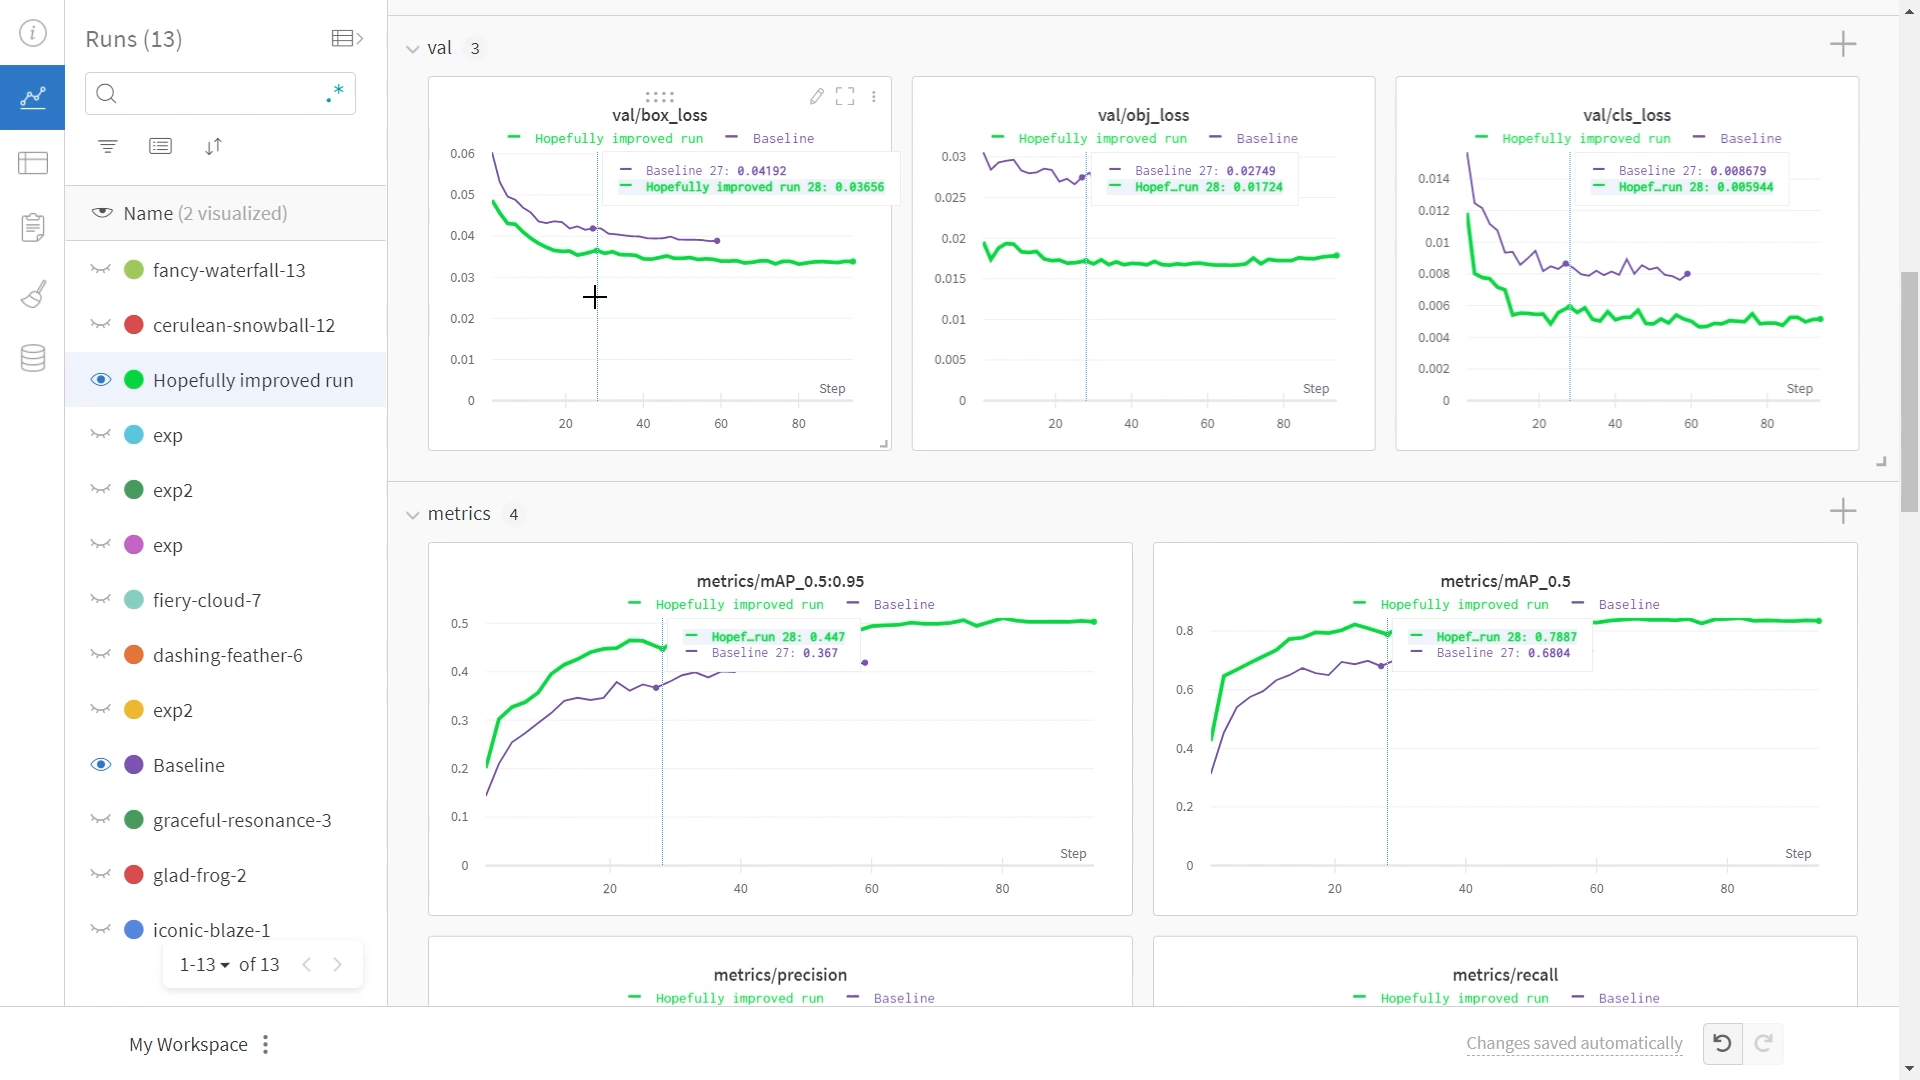 Runs (13)
.*
Name (2 visualized)
fancy-waterfall-13
cerulean-snowball-12
Hopefully improved run
exp
exp2
exp
fiery-cloud-7
dashing-feather-6
exp2
Baseline
graceful-resonance-3
glad-frog-2
iconic-blaze-1
1-13 of 13
val 3
val/box_loss
Hopefully improved run Baseline
Baseline 27: 0.04192
Hopefully improved run 28: 0.03656
0.06
0.05
0.04
0.03
0.02
0.01
0
Step
20 40 60 80
val/obj_loss
Hopefully improved run Baseline
Baseline 27: 0.02749
Hopef…run 28: 0.01724
0.03
0.025
0.02
0.015
0.01
0.005
0
Step
20 40 60 80
val/cls_loss
Hopefully improved run Baseline
Baseline 27: 0.008679
Hopef…run 28: 0.005944
0.014
0.012
0.01
0.008
0.006
0.004
0.002
0
Step
20 40 60 80
metrics 4
metrics/mAP_0.5:0.95
Hopefully improved run Baseline
Hopef…run 28: 0.447
Baseline 27: 0.367
0.5
0.4
0.3
0.2
0.1
0
Step
20 40 60 80
metrics/mAP_0.5
Hopefully improved run Baseline
Hopef…run 28: 0.7887
Baseline 27: 0.6804
0.8
0.6
0.4
0.2
0
Step
20 40 60 80
metrics/precision
Hopefully improved run Baseline
metrics/recall
Hopefully improved run Baseline
My Workspace
Changes saved automatically